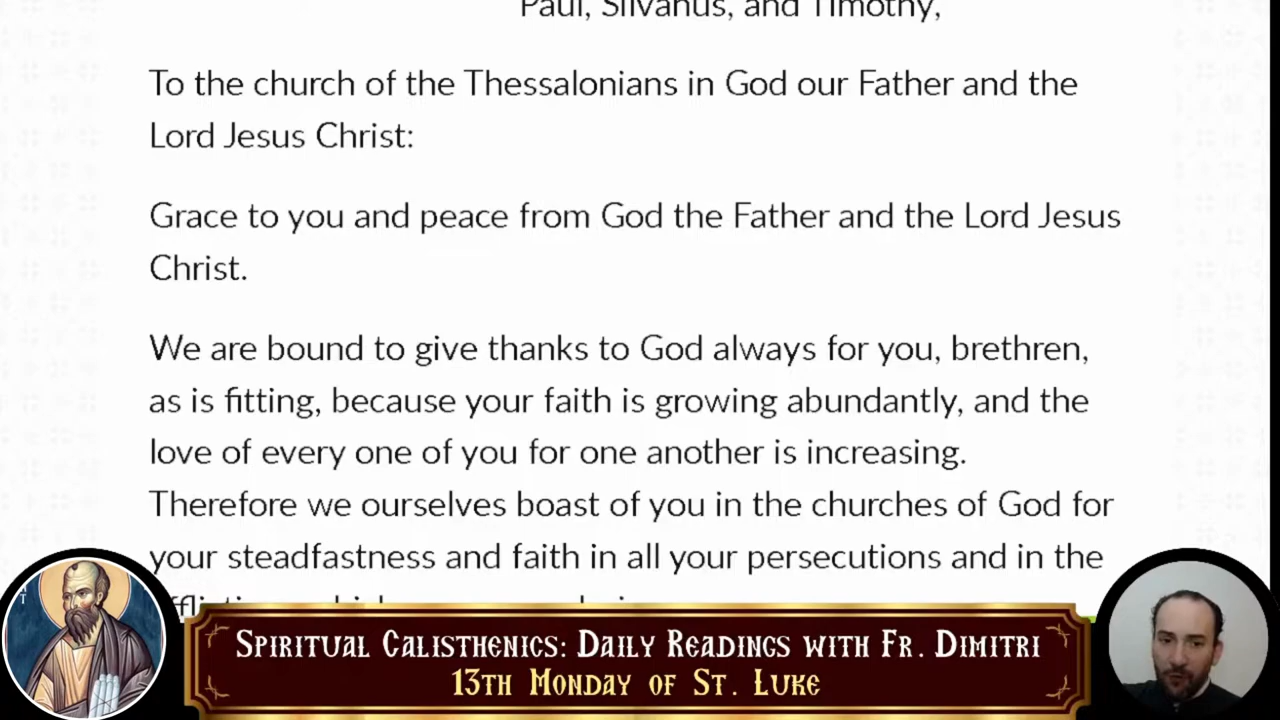 Paul, Silvanus, and Timothy,
To the church of the Thessalonians in God our Father and the
Lord Jesus Christ:
Grace to you and peace from God the Father and the Lord Jesus
Christ.
We are bound to give thanks to God always for you, brethren,
as is fitting, because your faith is growing abundantly, and the
love of every one of you for one another is increasing.
Therefore we ourselves boast of you in the churches of God for
your steadfastness and faith in all your persecutions and in the
Spiritual Calisthenics: Daily Readings with Fr. Dimitri
13th Monday of St. Luke